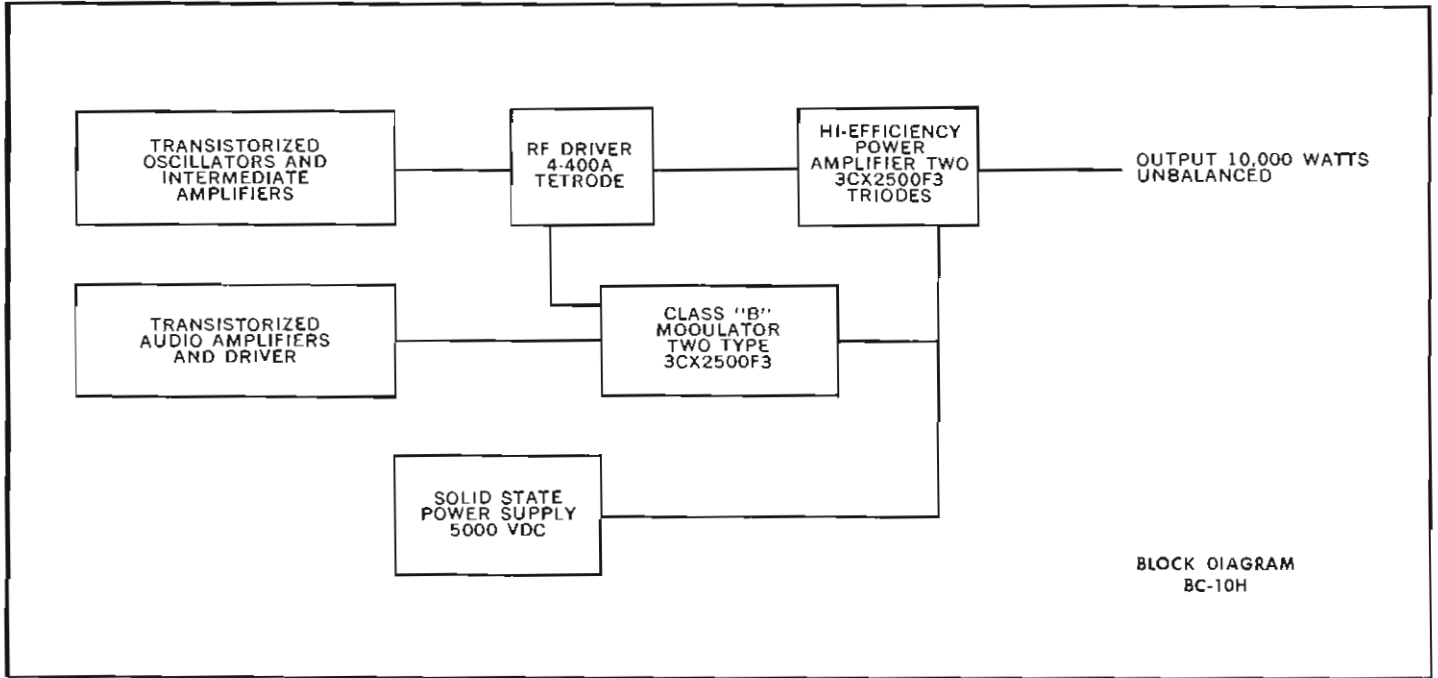 TRANSISTORIZED
OSCILLATORS AND
INTERMEDIATE
AMPLIFIERS
RF DRIVER
4-400A
TETRODE
HI-EFFICIENCY
POWER
AMPLIFIER TWO
3CX2500F3
TRIODES
OUTPUT 10,000 WATTS
UNBALANCED
TRANSISTORIZED
AUDIO AMPLIFIERS
AND DRIVER
CLASS "B"
MODULATOR
TWO TYPE
3CX2500F3
SOLID STATE
POWER SUPPLY
5000 VDC
BLOCK DIAGRAM
BC-10H